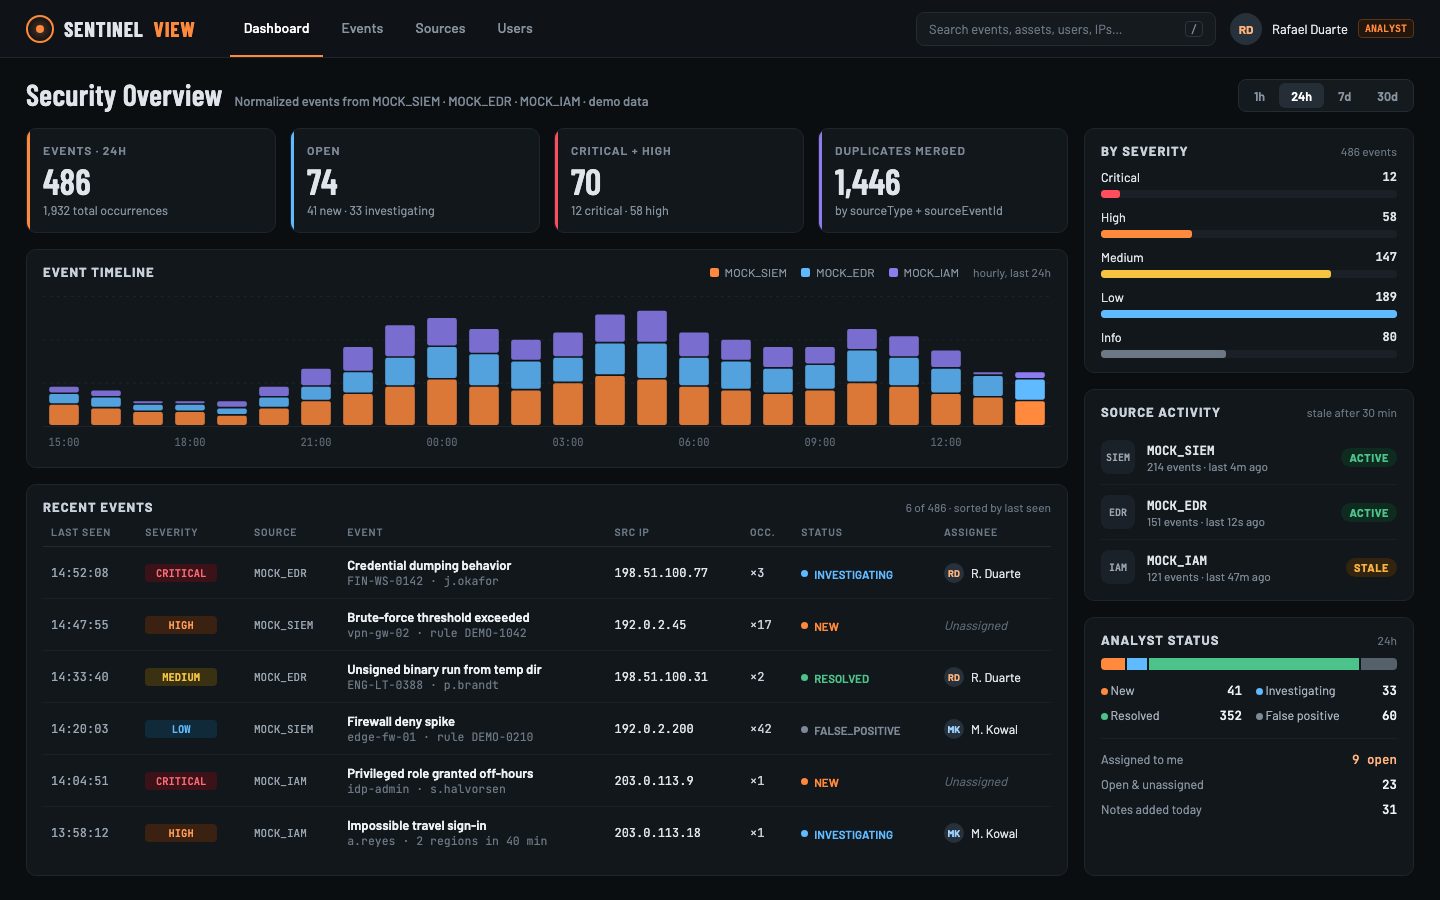 SENTINEL VIEW Dashboard Events Sources Users Search events, assets, users, IPs... / RD Rafael Duarte ANALYST
Security Overview Normalized events from MOCK_SIEM · MOCK_EDR · MOCK_IAM · demo data 1h 24h 7d 30d
EVENTS · 24H
486
1,932 total occurrences
OPEN
74
41 new · 33 investigating
CRITICAL + HIGH
70
12 critical · 58 high
DUPLICATES MERGED
1,446
by sourceType + sourceEventId
EVENT TIMELINE MOCK_SIEM MOCK_EDR MOCK_IAM hourly, last 24h
15:00 18:00 21:00 00:00 03:00 06:00 09:00 12:00
RECENT EVENTS 6 of 486 · sorted by last seen
LAST SEEN SEVERITY SOURCE EVENT SRC IP OCC. STATUS ASSIGNEE
14:52:08 CRITICAL MOCK_EDR Credential dumping behavior 198.51.100.77 ×3 INVESTIGATING RD R. Duarte
FIN-WS-0142 · j.okafor
14:47:55 HIGH MOCK_SIEM Brute-force threshold exceeded 192.0.2.45 ×17 NEW Unassigned
vpn-gw-02 · rule DEMO-1042
14:33:40 MEDIUM MOCK_EDR Unsigned binary run from temp dir 198.51.100.31 ×2 RESOLVED RD R. Duarte
ENG-LT-0388 · p.brandt
14:20:03 LOW MOCK_SIEM Firewall deny spike 192.0.2.200 ×42 FALSE_POSITIVE MK M. Kowal
edge-fw-01 · rule DEMO-0210
14:04:51 CRITICAL MOCK_IAM Privileged role granted off-hours 203.0.113.9 ×1 NEW Unassigned
idp-admin · s.halvorsen
13:58:12 HIGH MOCK_IAM Impossible travel sign-in 203.0.113.18 ×1 INVESTIGATING MK M. Kowal
a.reyes · 2 regions in 40 min
BY SEVERITY 486 events
Critical 12
High 58
Medium 147
Low 189
Info 80
SOURCE ACTIVITY stale after 30 min
SIEM MOCK_SIEM ACTIVE
214 events · last 4m ago
EDR MOCK_EDR ACTIVE
151 events · last 12s ago
IAM MOCK_IAM STALE
121 events · last 47m ago
ANALYST STATUS 24h
New 41 Investigating 33
Resolved 352 False positive 60
Assigned to me 9 open
Open & unassigned 23
Notes added today 31